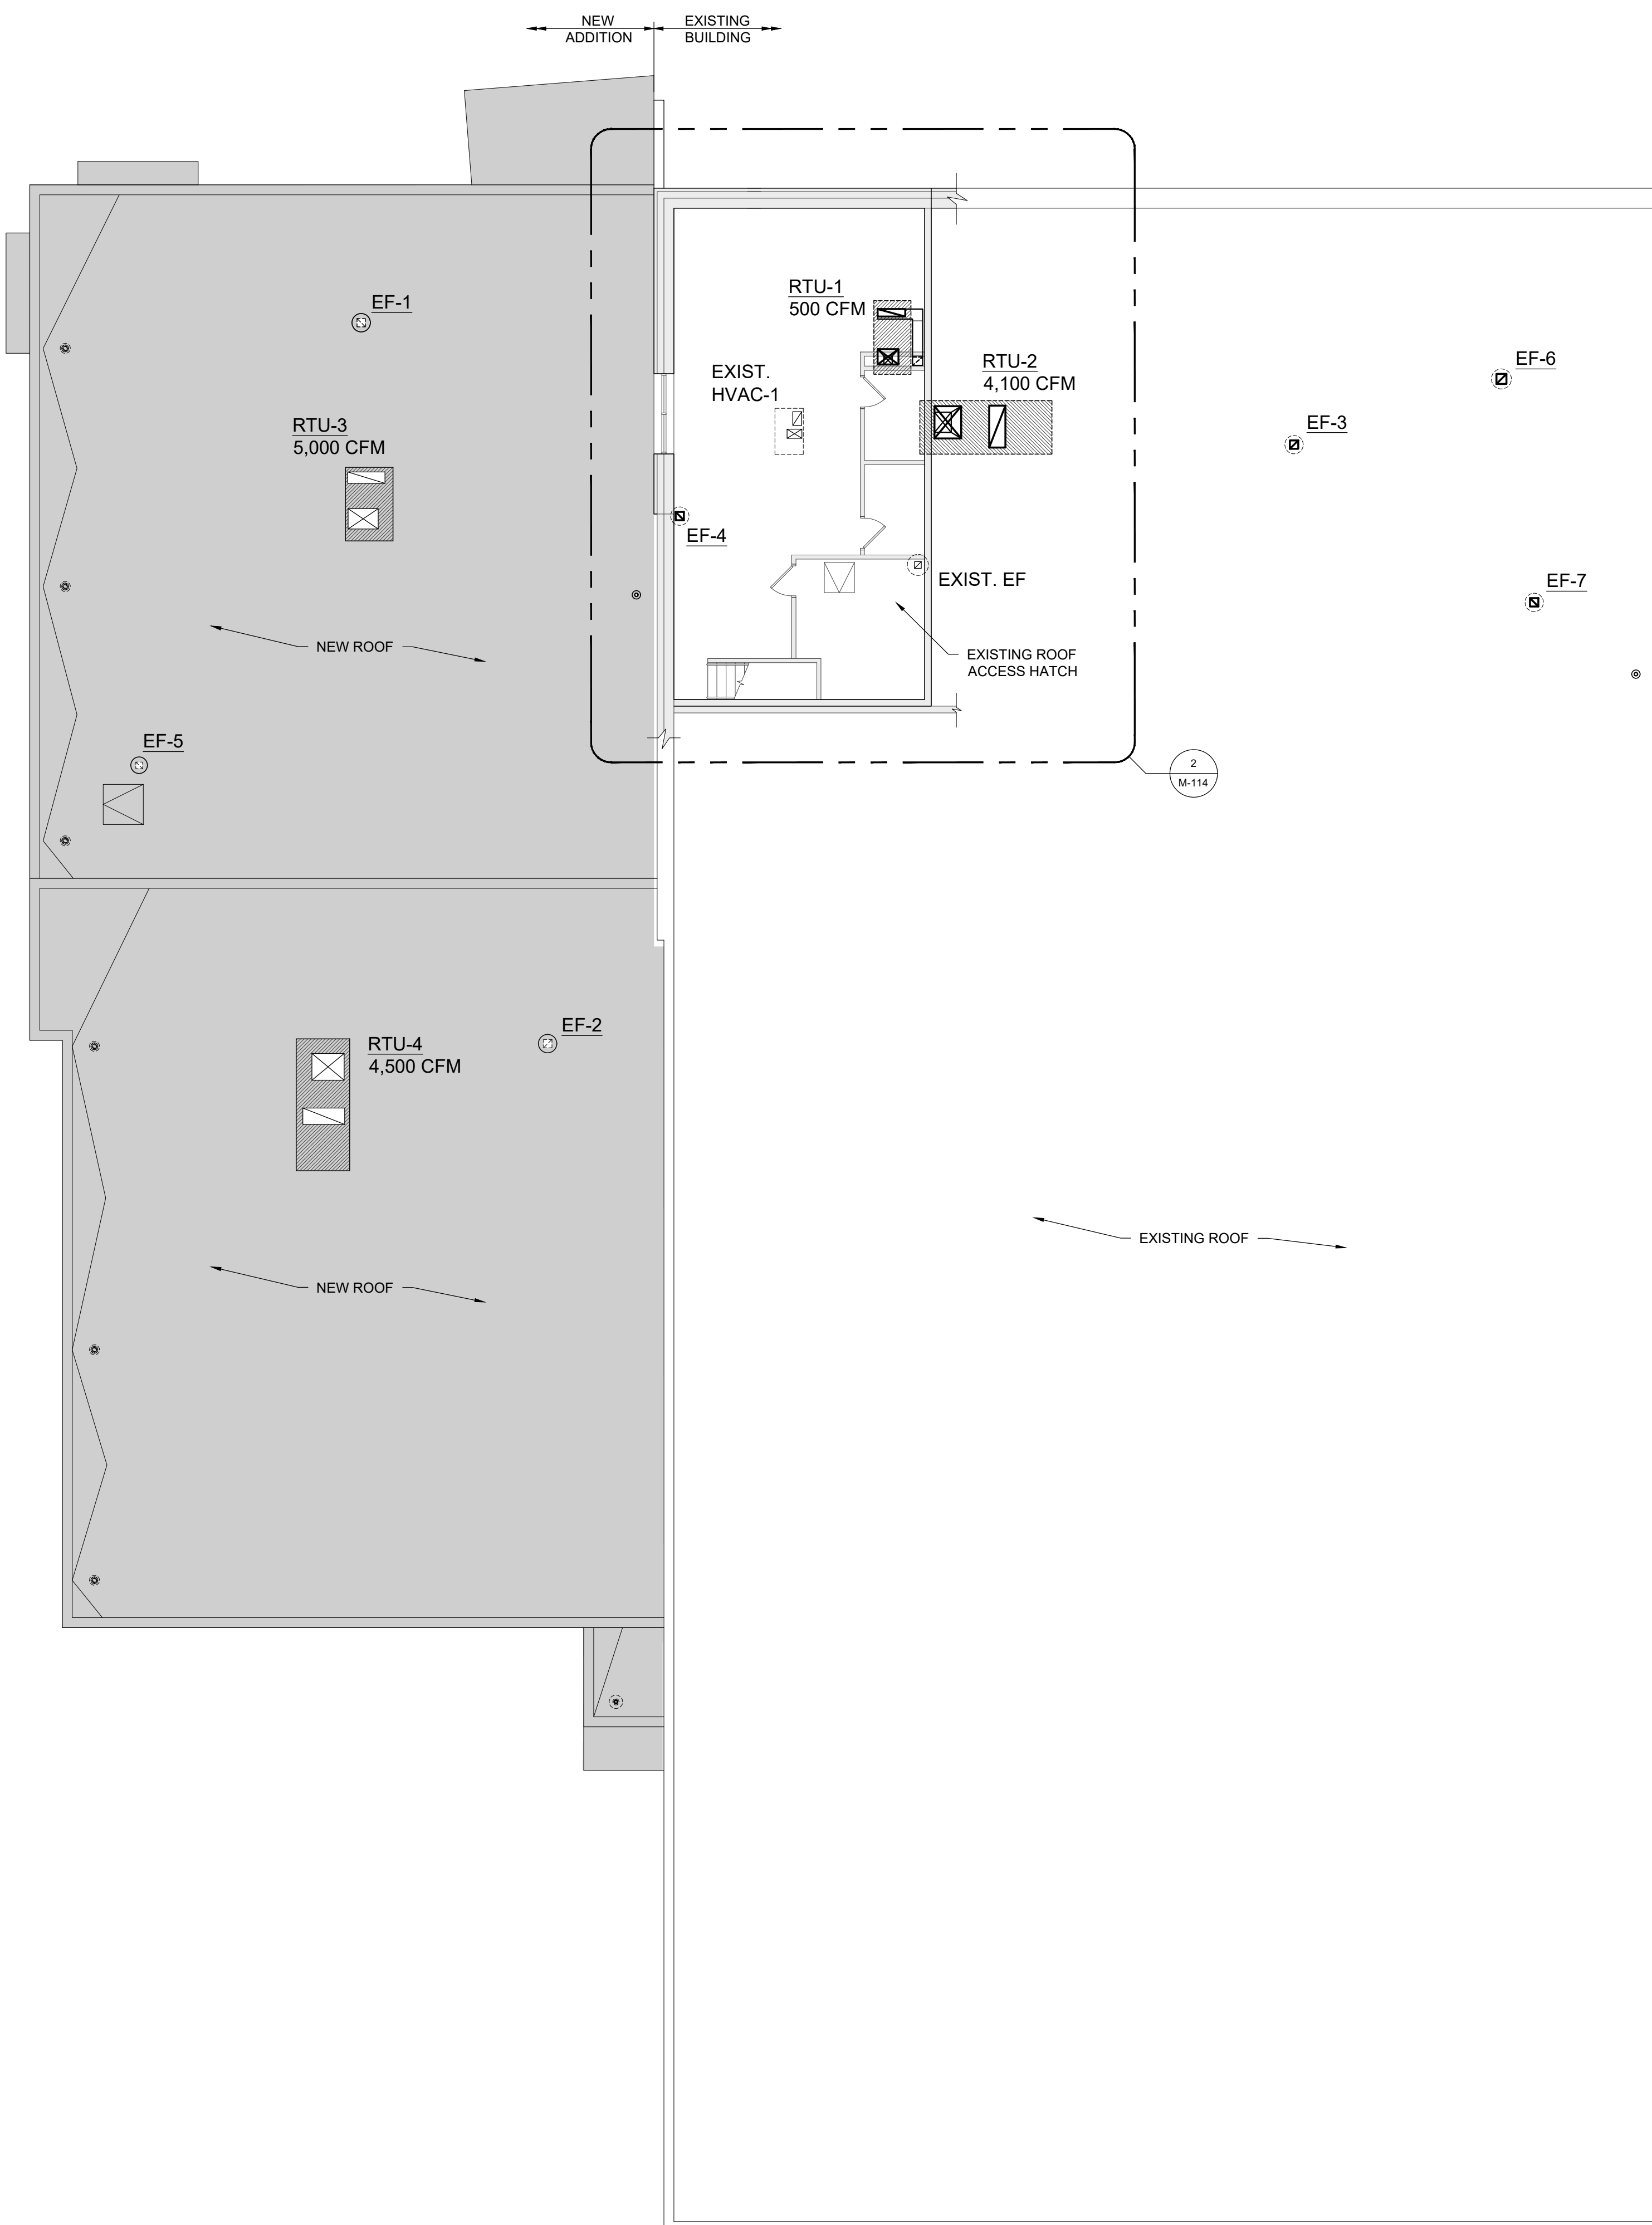 NEW
ADDITION
EXISTING
BUILDING
EF-1
RTU-1
500 CFM
EXIST.
HVAC-1
RTU-2
4,100 CFM
EF-6
EF-3
RTU-3
5,000 CFM
EF-4
EXIST. EF
EF-7
NEW ROOF
EXISTING ROOF
ACCESS HATCH
EF-5
2
M-114
EF-2
RTU-4
4,500 CFM
EXISTING ROOF
NEW ROOF